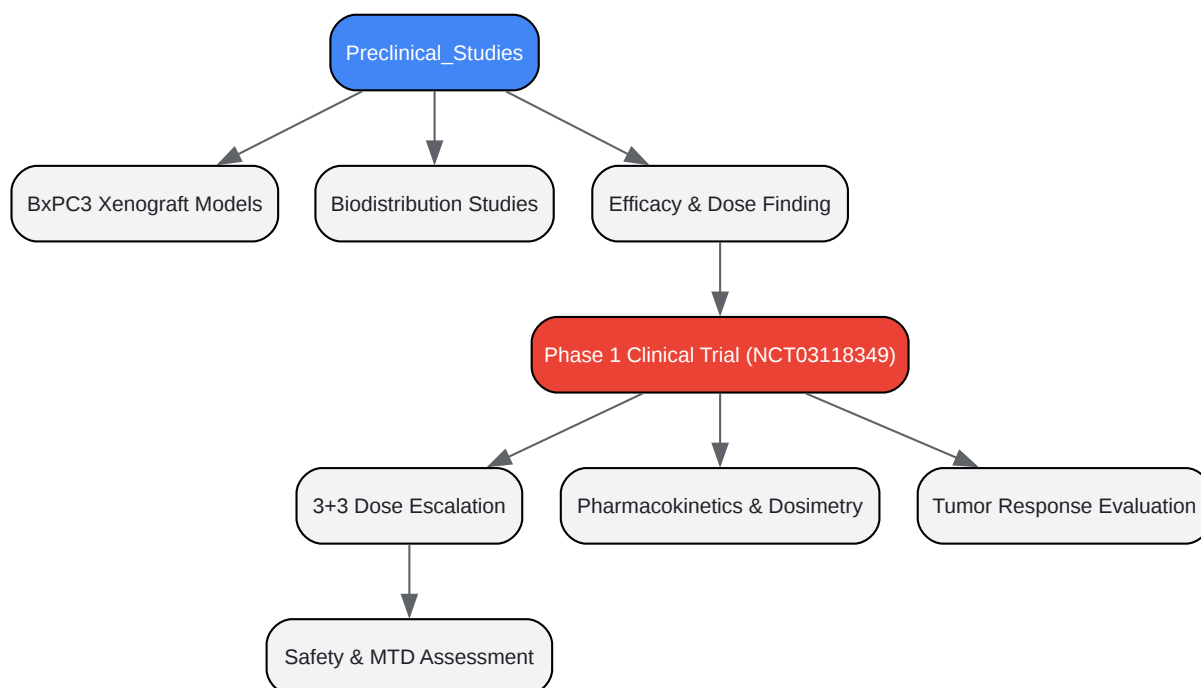 Preclinical_Studies
BxPC3 Xenograft Models
Biodistribution Studies
Efficacy & Dose Finding
Phase 1 Clinical Trial (NCT03118349)
3+3 Dose Escalation
Pharmacokinetics & Dosimetry
Tumor Response Evaluation
Safety & MTD Assessment